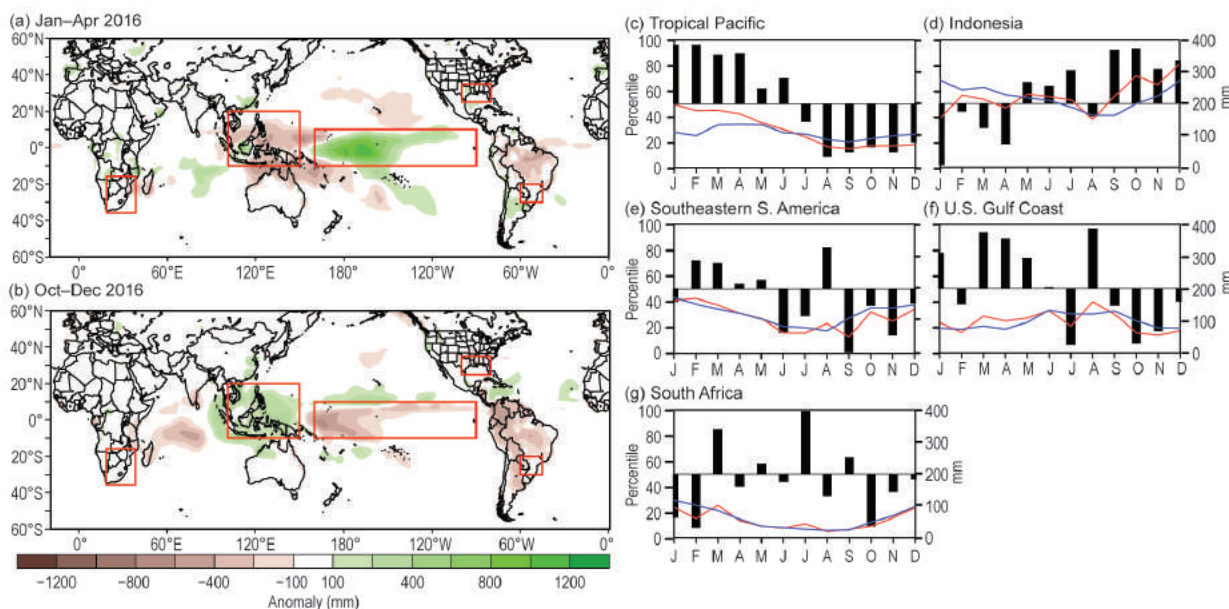 (a) Jan–Apr 2016
60°N
40°N
20°N
0°
20°S
40°S
60°S
0° 60°E 120°E 180° 120°W 60°W 0°
(b) Oct–Dec 2016
60°N
40°N
20°N
0°
20°S
40°S
60°S
0° 60°E 120°E 180° 120°W 60°W 0°
−1200 −800 −400 −100 100 400 800 1200
Anomaly (mm)
(c) Tropical Pacific
Percentile
100
80
60
40
20
0
J F M A M J J A S O N D
(d) Indonesia
400
300
200
100
0
mm
J F M A M J J A S O N D
(e) Southeastern S. America
Percentile
100
80
60
40
20
0
J F M A M J J A S O N D
(f) U.S. Gulf Coast
400
300
200
100
0
mm
J F M A M J J A S O N D
(g) South Africa
Percentile
100
80
60
40
20
0
400
300
200
100
0
mm
J F M A M J J A S O N D